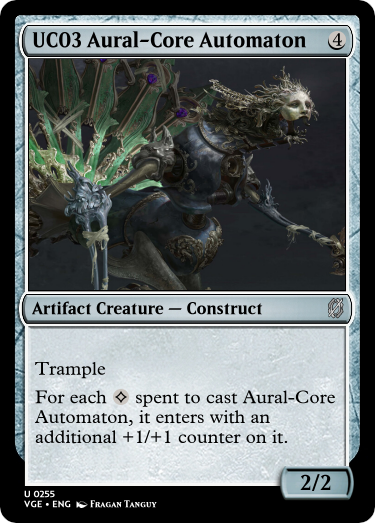 UC03 Aural-Core Automaton 4
Artifact Creature — Construct
Trample
For each ◇ spent to cast Aural-Core
Automaton, it enters with an
additional +1/+1 counter on it.
2/2
U 0255
VGE • ENG Fragan Tanguy